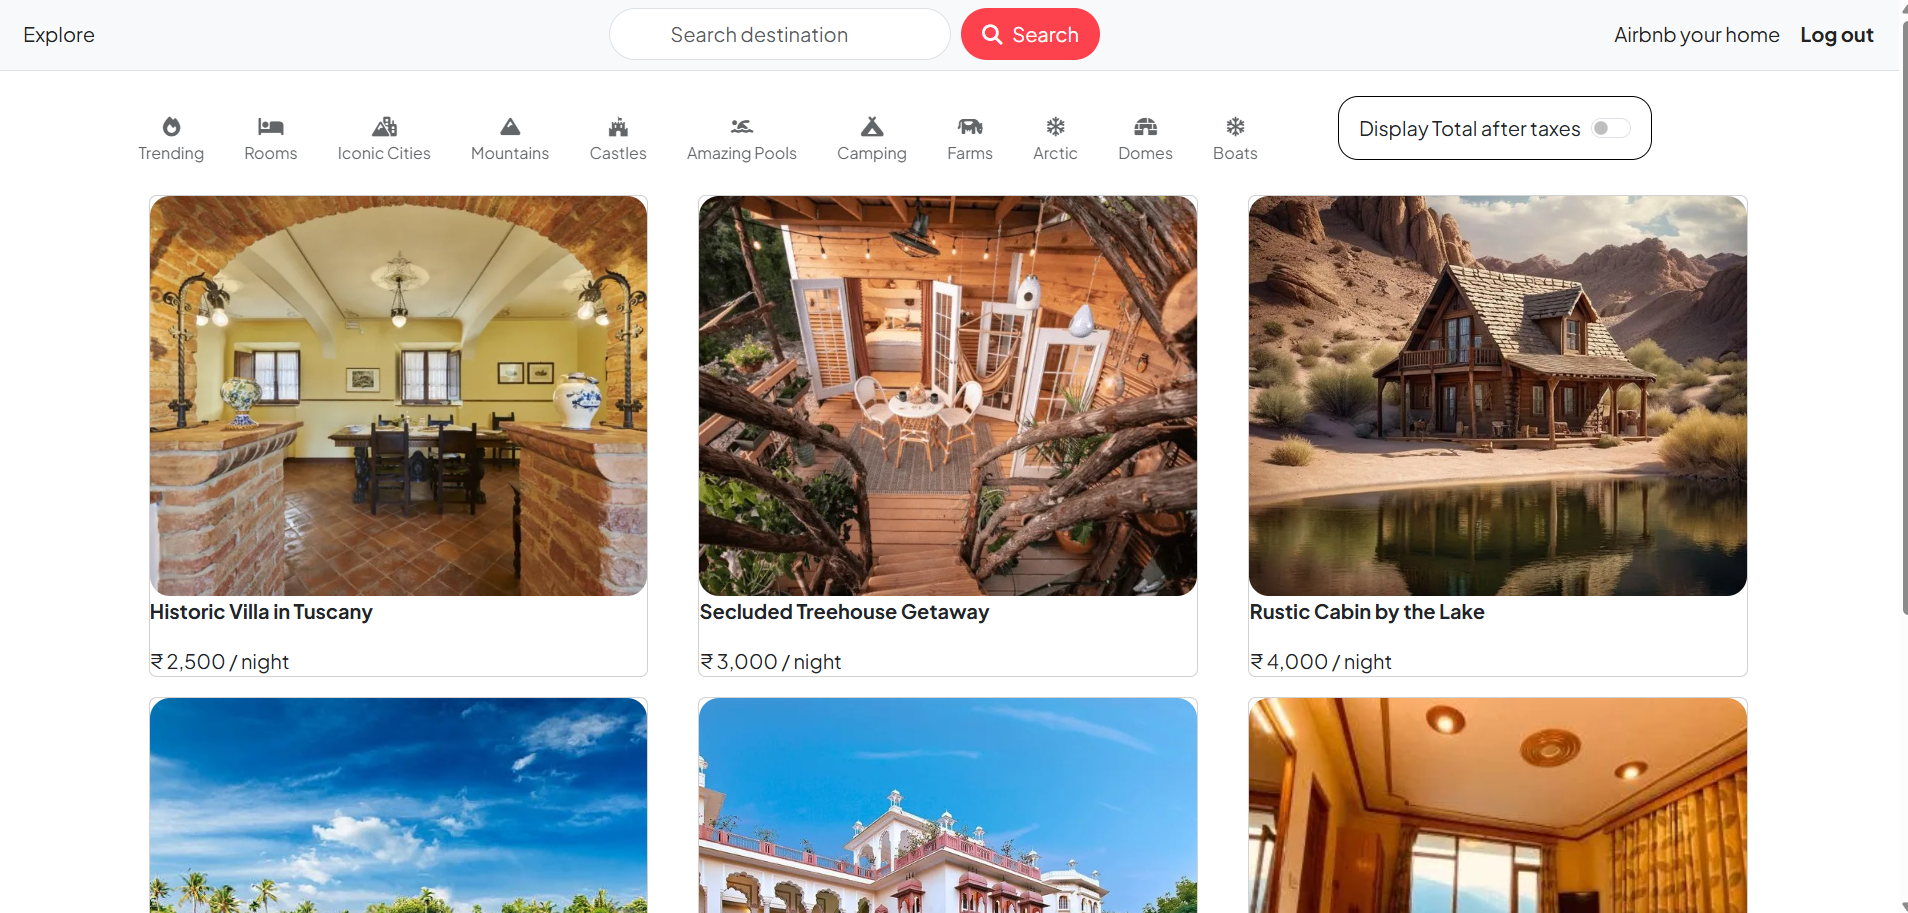 Explore
Search destination
Search
Airbnb your home
Log out
Trending
Rooms
Iconic Cities
Mountains
Castles
Amazing Pools
Camping
Farms
Arctic
Domes
Boats
Display Total after taxes
Historic Villa in Tuscany
₹ 2,500 / night
Secluded Treehouse Getaway
₹ 3,000 / night
Rustic Cabin by the Lake
₹ 4,000 / night